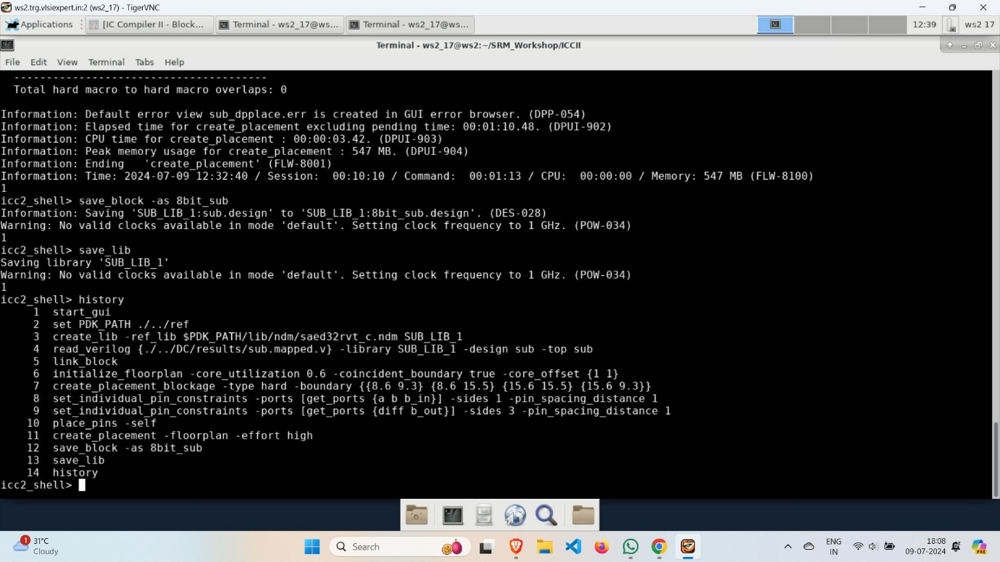 ws2.trg.vlsiexpert.in:2 (ws2_17) - TigerVNC
Applications
[IC Compiler II - Block...
Terminal - ws2_17@ws...
Terminal - ws2_17@ws...
12:39
ws2 17
Terminal - ws2_17@ws2:~/SRM_Workshop/ICCII
File Edit View Terminal Tabs Help
---------------------------------------
Total hard macro to hard macro overlaps: 0
Information: Default error view sub_dpplace.err is created in GUI error browser. (DPP-054)
Information: Elapsed time for create_placement excluding pending time: 00:01:10.48. (DPUI-902)
Information: CPU time for create_placement : 00:00:03.42. (DPUI-903)
Information: Peak memory usage for create_placement : 547 MB. (DPUI-904)
Information: Ending   'create_placement' (FLW-8001)
Information: Time: 2024-07-09 12:32:40 / Session:  00:10:10 / Command:  00:01:13 / CPU:  00:00:00 / Memory: 547 MB (FLW-8100)
1
icc2_shell> save_block -as 8bit_sub
Information: Saving 'SUB_LIB_1:sub.design' to 'SUB_LIB_1:8bit_sub.design'. (DES-028)
Warning: No valid clocks available in mode 'default'. Setting clock frequency to 1 GHz. (POW-034)
1
icc2_shell> save_lib
Saving library 'SUB_LIB_1'
Warning: No valid clocks available in mode 'default'. Setting clock frequency to 1 GHz. (POW-034)
1
icc2_shell> history
1  start_gui
2  set PDK_PATH ./../ref
3  create_lib -ref_lib $PDK_PATH/lib/ndm/saed32rvt_c.ndm SUB_LIB_1
4  read_verilog {./../DC/results/sub.mapped.v} -library SUB_LIB_1 -design sub -top sub
5  link_block
6  initialize_floorplan -core_utilization 0.6 -coincident_boundary true -core_offset {1 1}
7  create_placement_blockage -type hard -boundary {{8.6 9.3} {8.6 15.5} {15.6 15.5} {15.6 9.3}}
8  set_individual_pin_constraints -ports [get_ports {a b b_in}] -sides 1 -pin_spacing_distance 1
9  set_individual_pin_constraints -ports [get_ports {diff b_out}] -sides 3 -pin_spacing_distance 1
10  place_pins -self
11  create_placement -floorplan -effort high
12  save_block -as 8bit_sub
13  save_lib
14  history
icc2_shell>
1
31°C
Cloudy
Search
ENG
IN
18:08
09-07-2024
PRE